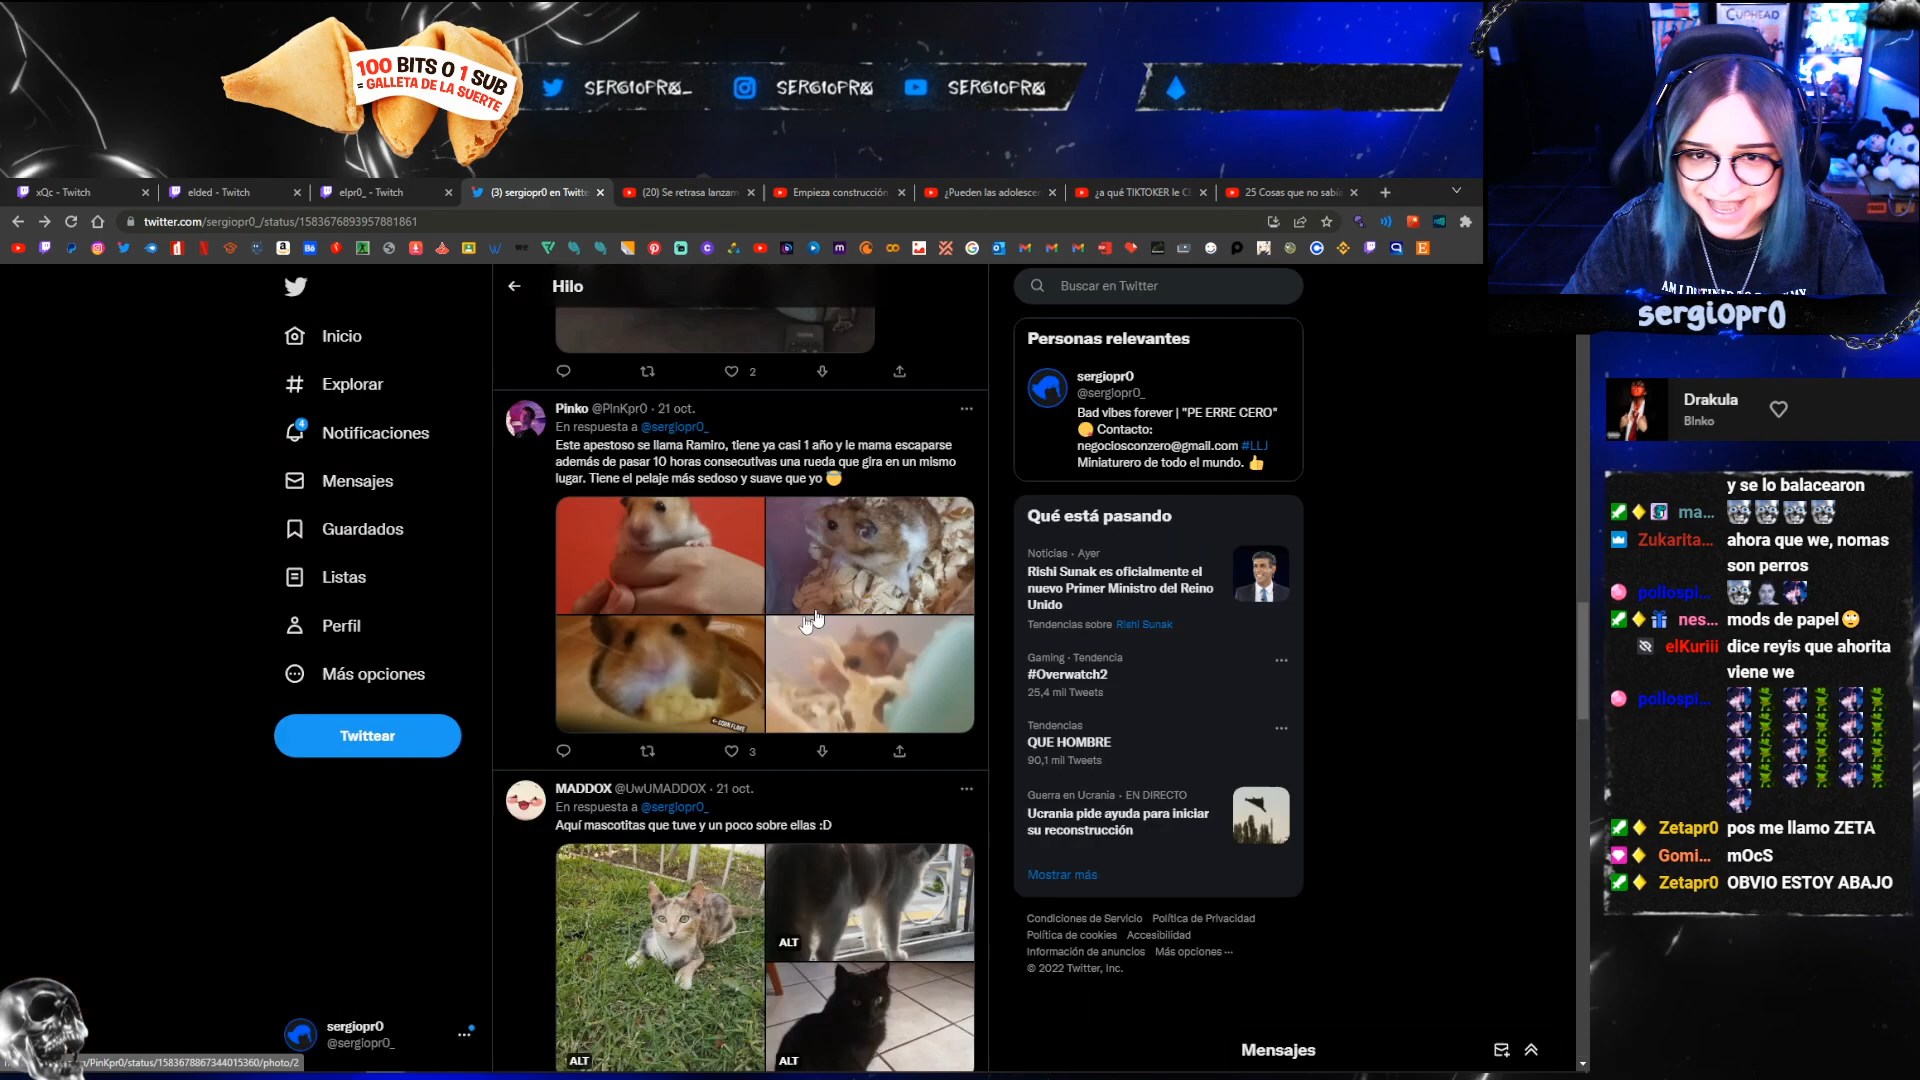 100 BITS O 1 SUB
= GALLETA DE LA SUERTE
SERGIOPR0_
SERGIOPR0
SERGIOPR0
CUPHEAD
xQc - Twitch
elded - Twitch
elpr0_ - Twitch
(3) sergiopr0 en Twitte
(20) Se retrasa lanzam
Empieza construcción
¿Pueden las adolescen
¿a qué TIKTOKER le C
25 Cosas que no sabí
twitter.com/sergiopr0_/status/1583676893957881861
sergiopr0
Inicio
Explorar
4
Notificaciones
Mensajes
Guardados
Listas
Perfil
Más opciones
Twittear
sergiopr0
@sergiopr0_
/PinKpr0/status/1583678867344015360/photo/2
Hilo
2
Pinko @PinKpr0 · 21 oct.
En respuesta a @sergiopr0_
Este apestoso se llama Ramiro, tiene ya casi 1 año y le mama escaparse
además de pasar 10 horas consecutivas una rueda que gira en un mismo
lugar. Tiene el pelaje más sedoso y suave que yo 😇
← CORN FLAKE
3
MADDOX @UwUMADDOX · 21 oct.
En respuesta a @sergiopr0_
Aquí mascotitas que tuve y un poco sobre ellas :D
ALT
ALT
ALT
Buscar en Twitter
Personas relevantes
sergiopr0
@sergiopr0_
Bad vibes forever | "PE ERRE CERO"
Contacto:
negociosconzero@gmail.com #LLJ
Miniaturero de todo el mundo. 👍
Qué está pasando
Noticias · Ayer
Rishi Sunak es oficialmente el
nuevo Primer Ministro del Reino
Unido
Tendencias sobre Rishi Sunak
Gaming · Tendencia
#Overwatch2
25,4 mil Tweets
Tendencias
QUE HOMBRE
90,1 mil Tweets
Guerra en Ucrania · EN DIRECTO
Ucrania pide ayuda para iniciar
su reconstrucción
Mostrar más
Condiciones de Servicio Política de Privacidad
Política de cookies Accesibilidad
Información de anuncios Más opciones ···
© 2022 Twitter, Inc.
Mensajes
Drakula
Blnko
y se lo balacearon
ma...
Zukarita... ahora que we, nomas
son perros
pollospi...
nes... mods de papel🙄
elKuriii dice reyis que ahorita
viene we
pollospi...
Zetapr0 pos me llamo ZETA
Gomi... mOcS
Zetapr0 OBVIO ESTOY ABAJO